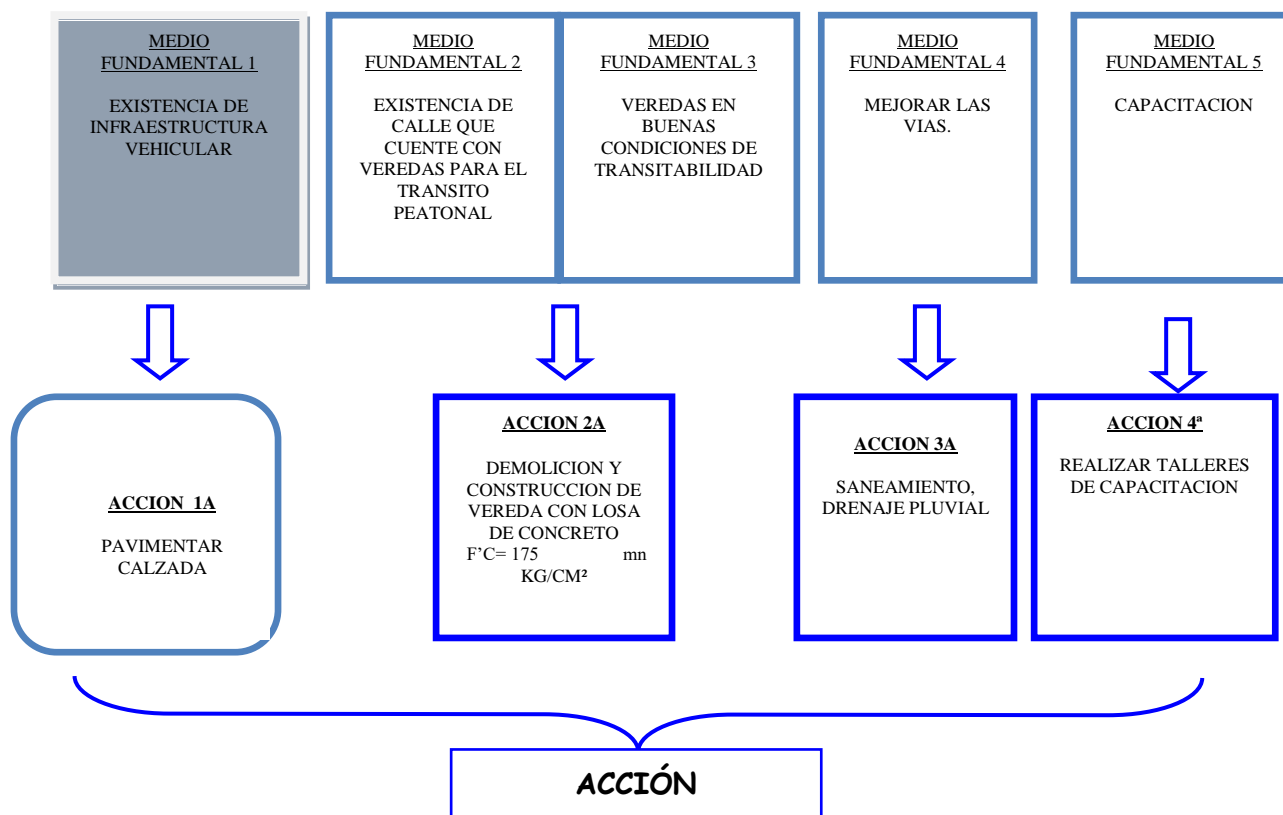 MEDIO
FUNDAMENTAL 1
EXISTENCIA DE
INFRAESTRUCTURA
VEHICULAR
MEDIO
FUNDAMENTAL 2
EXISTENCIA DE
CALLE QUE
CUENTE CON
VEREDAS PARA EL
TRANSITO
PEATONAL
MEDIO
FUNDAMENTAL 3
VEREDAS EN
BUENAS
CONDICIONES DE
TRANSITABILIDAD
MEDIO
FUNDAMENTAL 4
MEJORAR LAS
VIAS.
MEDIO
FUNDAMENTAL 5
CAPACITACION
ACCION 1A
PAVIMENTAR
CALZADA
ACCION 2A
DEMOLICION Y
CONSTRUCCION DE
VEREDA CON LOSA
DE CONCRETO
F’C= 175 mn
KG/CM²
ACCION 3A
SANEAMIENTO,
DRENAJE PLUVIAL
ACCION 4ª
REALIZAR TALLERES
DE CAPACITACION
ACCIÓN